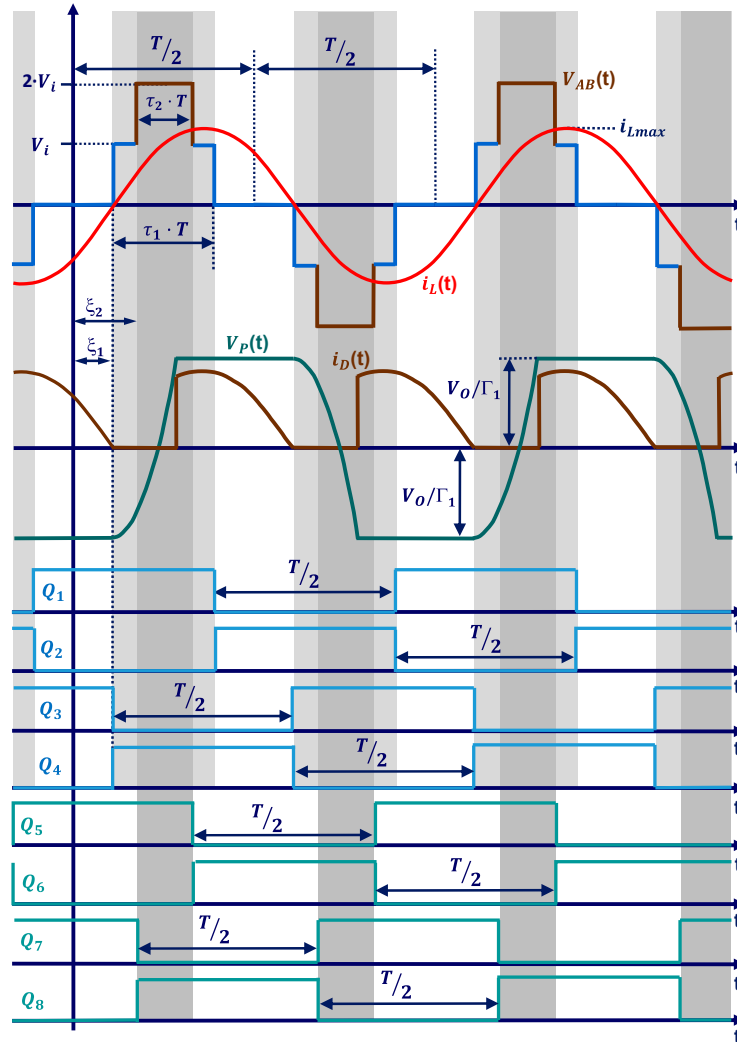 T/2 T/2
2·Vi VAB(t)
τ2 · T
iLmax
Vi
t
τ1 · T
iL(t)
ξ2
ξ1
VP(t) iD(t)
VO/Γ1
t
VO/Γ1
T/2
Q1
t
T/2
Q2
t
T/2
Q3
t
T/2
Q4
t
T/2
Q5
t
T/2
Q6
t
T/2
Q7
t
T/2
Q8
t